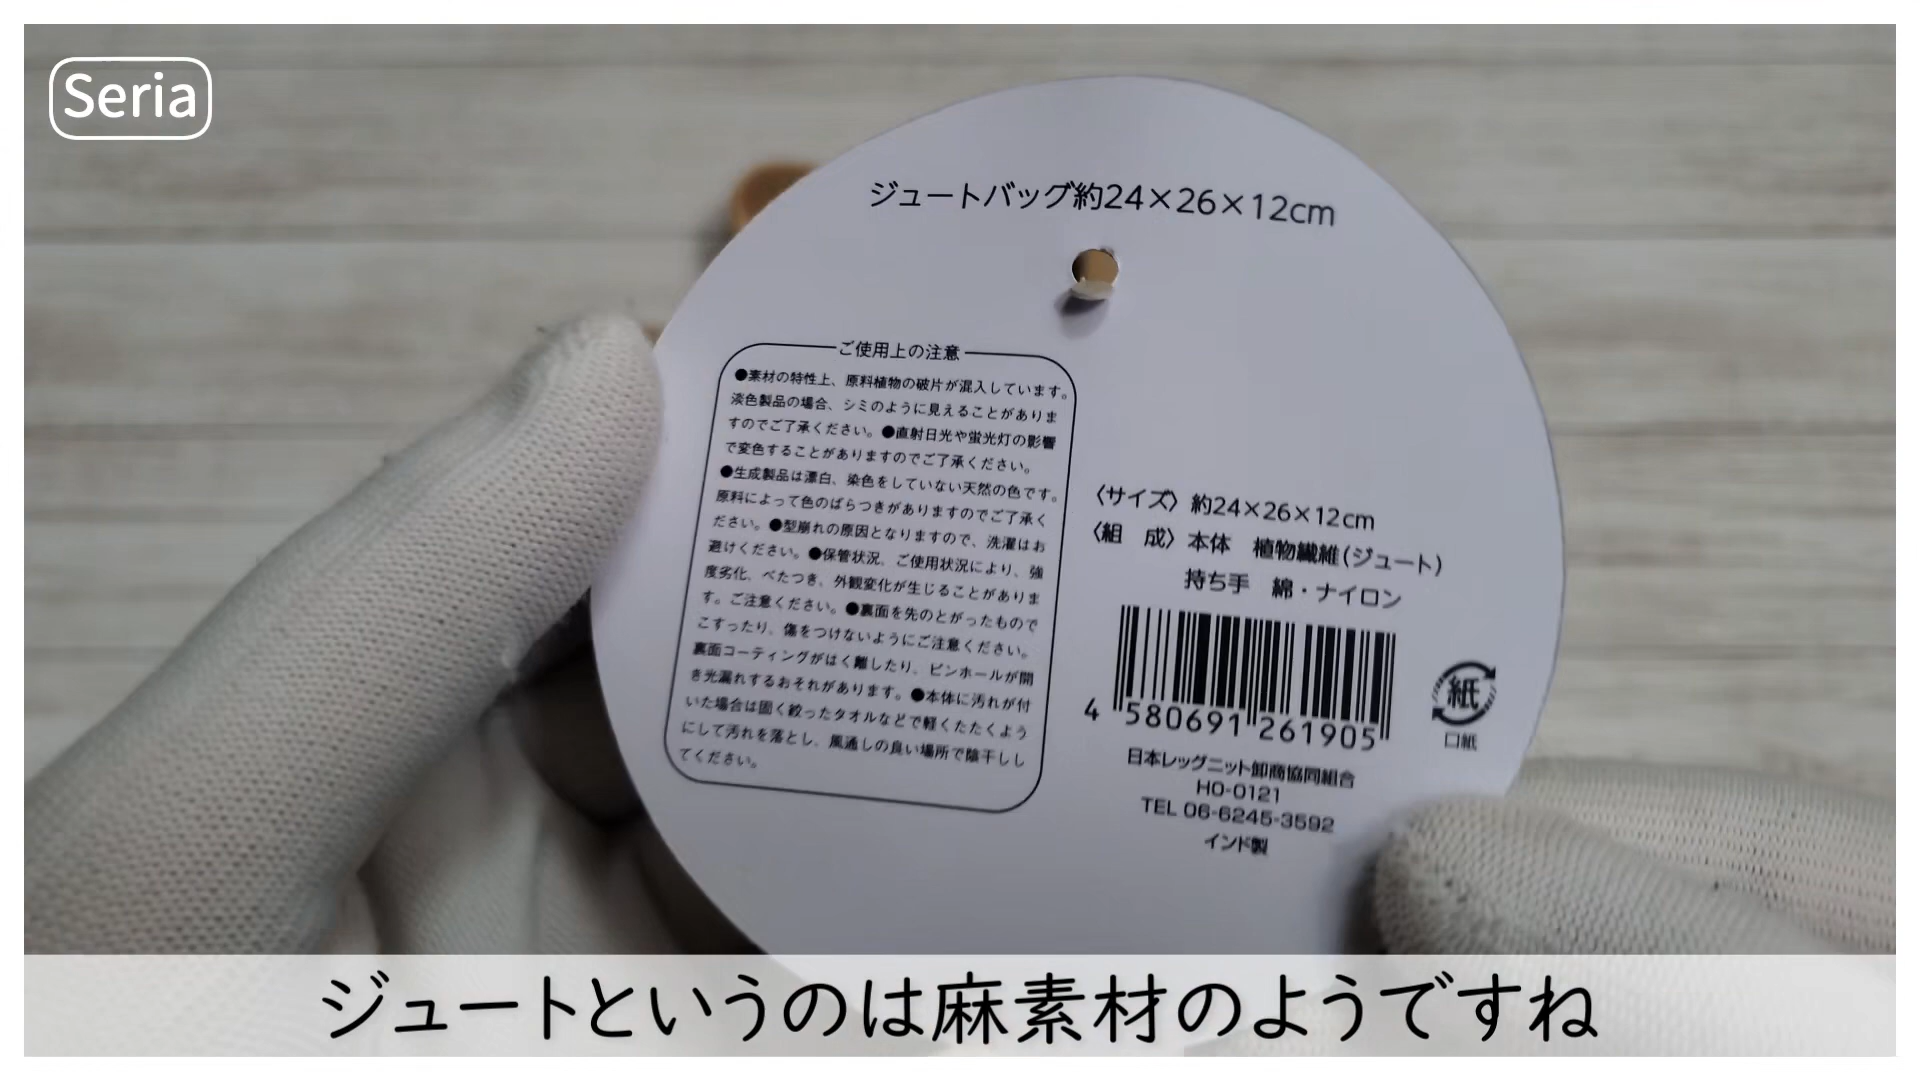 Seria
ジュートバッグ約24×26×12cm
ご使用上の注意
●素材の特性上、原料植物の破片が混入しています。
淡色製品の場合、シミのように見えることがありま
すのでご了承ください。●直射日光や蛍光灯の影響
で変色することがありますのでご了承ください。
●生成製品は漂白、染色をしていない天然の色です。
原料によって色のばらつきがありますのでご了承く
ださい。●型崩れの原因となりますので、洗濯はお
避けください。●保管状況、ご使用状況により、強
度劣化、べたつき、外観変化が生じることがありま
す。ご注意ください。●裏面を先のとがったもので
こすったり、傷をつけないようにご注意ください。
裏面コーティングがはく離したり、ピンホールが開
き光漏れするおそれがあります。●本体に汚れが付
いた場合は固く絞ったタオルなどで軽くたたくよう
にして汚れを落とし、風通しの良い場所で陰干しし
てください。
〈サイズ〉約24×26×12cm
〈組 成〉本体 植物繊維(ジュート)
持ち手 綿・ナイロン
4 580691 261905
紙
口紙
日本レッグニット卸商協同組合
HO-0121
TEL 06-6245-3592
インド製
ジュートというのは麻素材のようですね